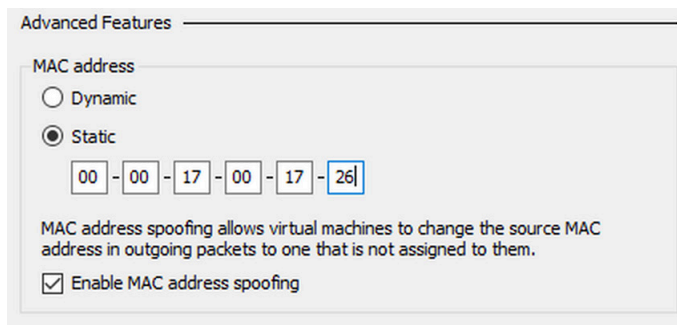 Advanced Features
MAC address
Dynamic
Static
00 - 00 - 17 - 00 - 17 - 26
MAC address spoofing allows virtual machines to change the source MAC
address in outgoing packets to one that is not assigned to them.
Enable MAC address spoofing